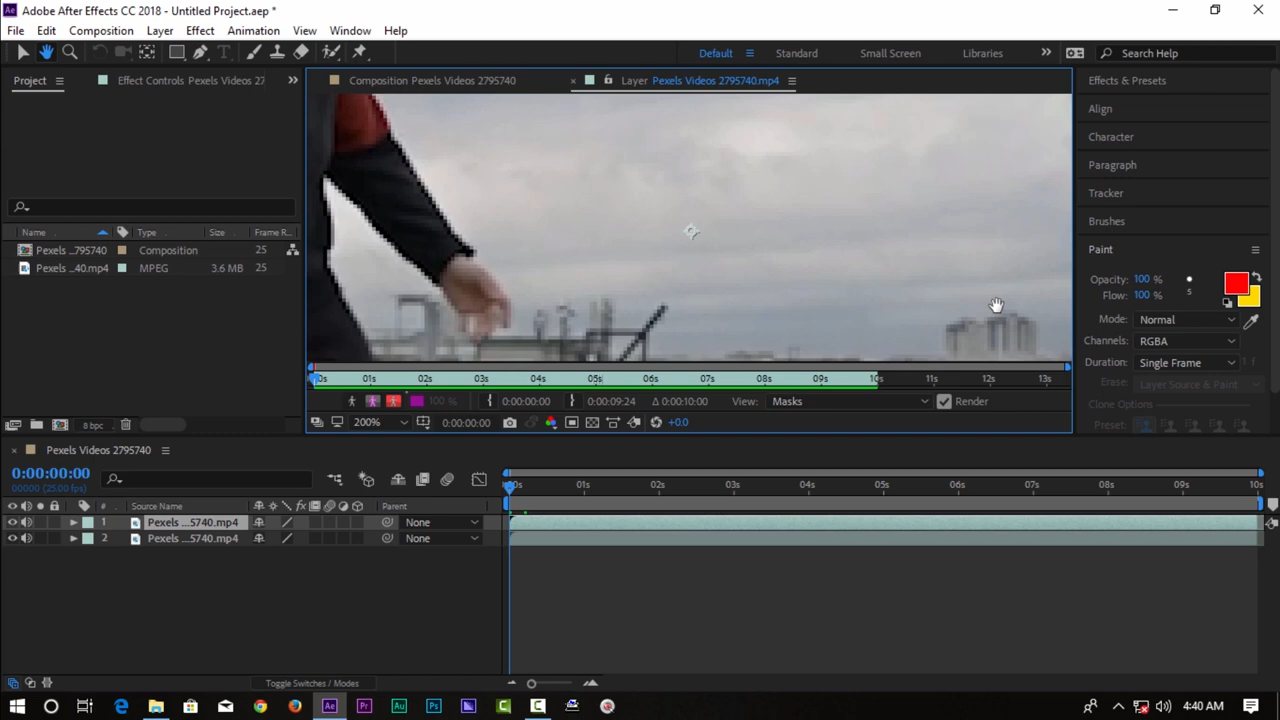 Adobe After Effects CC 2018 - Untitled Project.aep *
File Edit Composition Layer Effect Animation View Window Help
Default Standard Small Screen Libraries Search Help
Project Effect Controls Pexels Videos 27 Composition Pexels Videos 2795740 Layer Pexels Videos 2795740.mp4 Effects & Presets
Align
Character
Paragraph
Tracker
Brushes
Paint
Name Type Size Frame R...
Pexels ...795740 Composition 25
Pexels ...40.mp4 MPEG 3.6 MB 25
Opacity: 100 %
Flow: 100 %
Mode: Normal
Channels: RGBA
Duration: Single Frame 1 f
Erase: Layer Source & Paint
Clone Options
Preset:
0s 01s 02s 03s 04s 05s 06s 07s 08s 09s 10s 11s 12s 13s
100 % 0:00:00:00 0:00:09:24 Δ 0:00:10:00 View: Masks Render
8 bpc 200% 0:00:00:00 +0.0
Pexels Videos 2795740
0:00:00:00
00000 (25.00 fps)
:00s 01s 02s 03s 04s 05s 06s 07s 08s 09s 10s
# Source Name fx Parent
1 Pexels ...5740.mp4 None
2 Pexels ...5740.mp4 None
Toggle Switches / Modes
4:40 AM